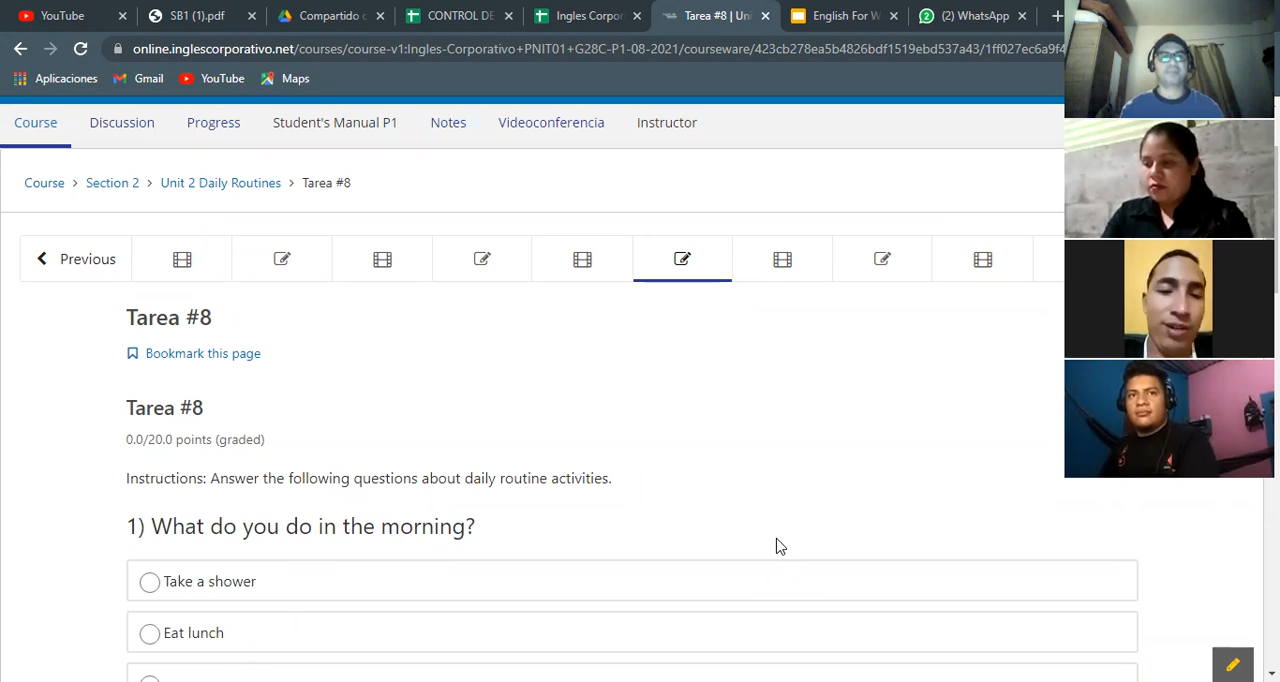 YouTube
SB1 (1).pdf
Compartido c
CONTROL DE
Ingles Corpor
Tarea #8 | Uni
English For W
(2) WhatsApp
online.inglescorporativo.net/courses/course-v1:Ingles-Corporativo+PNIT01+G28C-P1-08-2021/courseware/423cb278ea5b4826bdf1519ebd537a43/1ff027ec6a9f4
Aplicaciones Gmail YouTube Maps
Course Discussion Progress Student's Manual P1 Notes Videoconferencia Instructor
Course > Section 2 > Unit 2 Daily Routines > Tarea #8
Previous
Tarea #8
Bookmark this page
Tarea #8
0.0/20.0 points (graded)
Instructions: Answer the following questions about daily routine activities.
1) What do you do in the morning?
Take a shower
Eat lunch